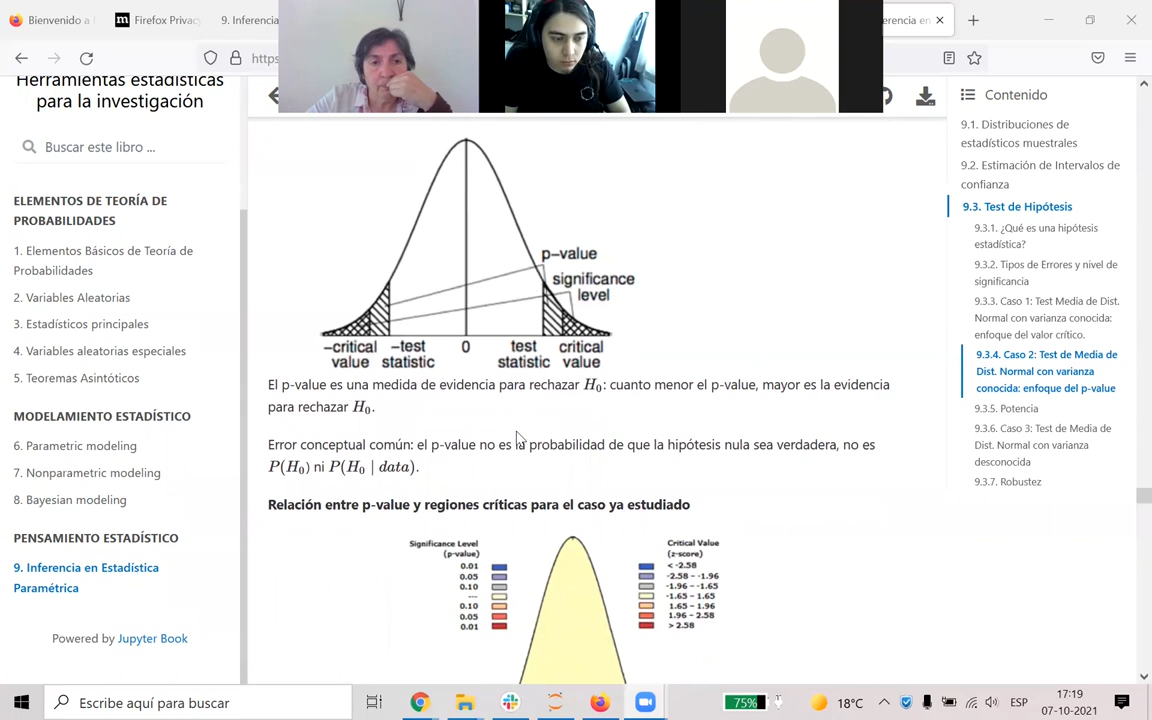 Bienvenido a
Firefox Privac
9. Inferencia
erencia en
https
Herramientas estadísticas
para la investigación
Buscar este libro ...
ELEMENTOS DE TEORÍA DE
PROBABILIDADES
1. Elementos Básicos de Teoría de
Probabilidades
2. Variables Aleatorias
3. Estadísticos principales
4. Variables aleatorias especiales
5. Teoremas Asintóticos
MODELAMIENTO ESTADÍSTICO
6. Parametric modeling
7. Nonparametric modeling
8. Bayesian modeling
PENSAMIENTO ESTADÍSTICO
9. Inferencia en Estadística
Paramétrica
Powered by Jupyter Book
p-value
significance
level
-critical
value
-test
statistic
0
test
statistic
critical
value
El p-value es una medida de evidencia para rechazar H₀: cuanto menor el p-value, mayor es la evidencia
para rechazar H₀.
Error conceptual común: el p-value no es la probabilidad de que la hipótesis nula sea verdadera, no es
P(H₀) ni P(H₀ | data).
Relación entre p-value y regiones críticas para el caso ya estudiado
Significance Level
(p-value)
0.01
0.05
0.10
---
0.10
0.05
0.01
Critical Value
(z-score)
< -2.58
-2.58 - -1.96
-1.96 - -1.65
-1.65 - 1.65
1.65 - 1.96
1.96 - 2.58
> 2.58
Contenido
9.1. Distribuciones de
estadísticos muestrales
9.2. Estimación de Intervalos de
confianza
9.3. Test de Hipótesis
9.3.1. ¿Qué es una hipótesis
estadística?
9.3.2. Tipos de Errores y nivel de
significancia
9.3.3. Caso 1: Test Media de Dist.
Normal con varianza conocida:
enfoque del valor crítico.
9.3.4. Caso 2: Test de Media de
Dist. Normal con varianza
conocida: enfoque del p-value
9.3.5. Potencia
9.3.6. Caso 3: Test de Media de
Dist. Normal con varianza
desconocida
9.3.7. Robustez
Escribe aquí para buscar
75%
18°C
ESP
17:19
07-10-2021